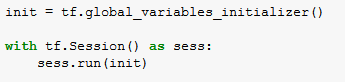 init = tf.global_variables_initializer()
with tf.Session() as sess:
    sess.run(init)